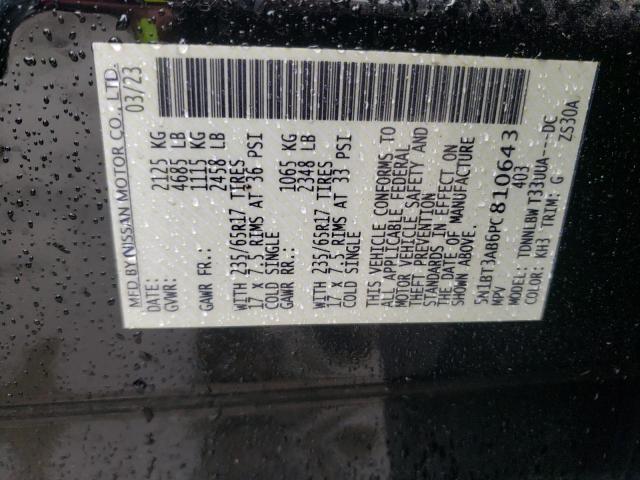 MFD BY NISSAN MOTOR CO., LTD.
DATE: 03/23
GVWR: 2125 KG
4685 LB
GAWR FR: 1115 KG
2458 LB
WITH 235/65R17 TIRES
17 X 7.5 RIMS AT 36 PSI
COLD SINGLE
GAWR RR: 1065 KG
2348 LB
WITH 235/65R17 TIRES
17 X 7.5 RIMS AT 33 PSI
COLD SINGLE
THIS VEHICLE CONFORMS TO
ALL APPLICABLE FEDERAL
MOTOR VEHICLE SAFETY AND
THEFT PREVENTION
STANDARDS IN EFFECT ON
THE DATE OF MANUFACTURE
SHOWN ABOVE.
5N1BT3AB6PC810643
MPV 403
MODEL: TDNNLBWT33UUA---DC
COLOR: KH3 TRIM: G ZS30A